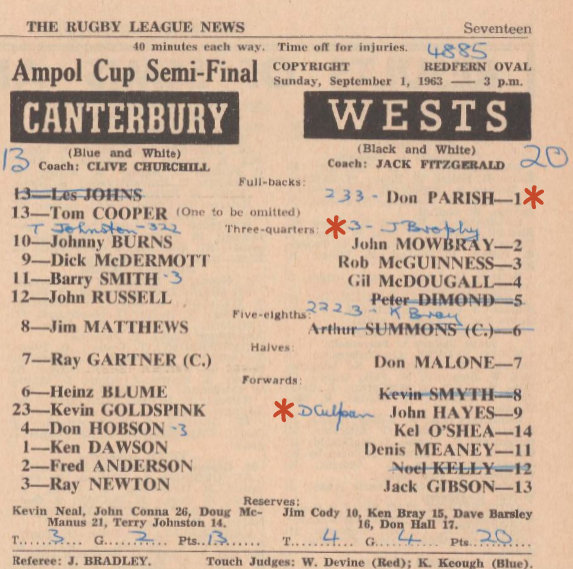 THE RUGBY LEAGUE NEWS Seventeen
40 minutes each way. Time off for injuries. 4885
Ampol Cup Semi-Final COPYRIGHT REDFERN OVAL
Sunday, September 1, 1963 — 3 p.m.
CANTERBURY WESTS
(Blue and White) (Black and White)
13 Coach: CLIVE CHURCHILL Coach: JACK FITZGERALD 20
Full-backs:
13—Les JOHNS 233 - Don PARISH—1*
13—Tom COOPER (One to be omitted)
T Johnston - 322 Three-quarters: * 3 - J Brophy
10—Johnny BURNS John MOWBRAY—2
9—Dick McDERMOTT Rob McGUINNESS—3
11—Barry SMITH -3 Gil McDOUGALL—4
12—John RUSSELL Peter DIMOND—5
Five-eighths: 2223 - K Bray
8—Jim MATTHEWS Arthur SUMMONS (C.)—6
Halves:
7—Ray GARTNER (C.) Don MALONE—7
Forwards:
6—Heinz BLUME Kevin SMYTH—8
23—Kevin GOLDSPINK * D Culpan John HAYES—9
4—Don HOBSON -3 Kel O'SHEA—14
1—Ken DAWSON Denis MEANEY—11
2—Fred ANDERSON Noel KELLY—12
3—Ray NEWTON Jack GIBSON—13
Reserves:
Kevin Neal, John Conna 26, Doug Mc- Jim Cody 10, Ken Bray 15, Dave Barsley
Manus 21, Terry Johnston 14. 16, Don Hall 17.
T...3... G...2... Pts...13... T...4... G...4... Pts...20...
Referee: J. BRADLEY. Touch Judges: W. Devine (Red); K. Keough (Blue).